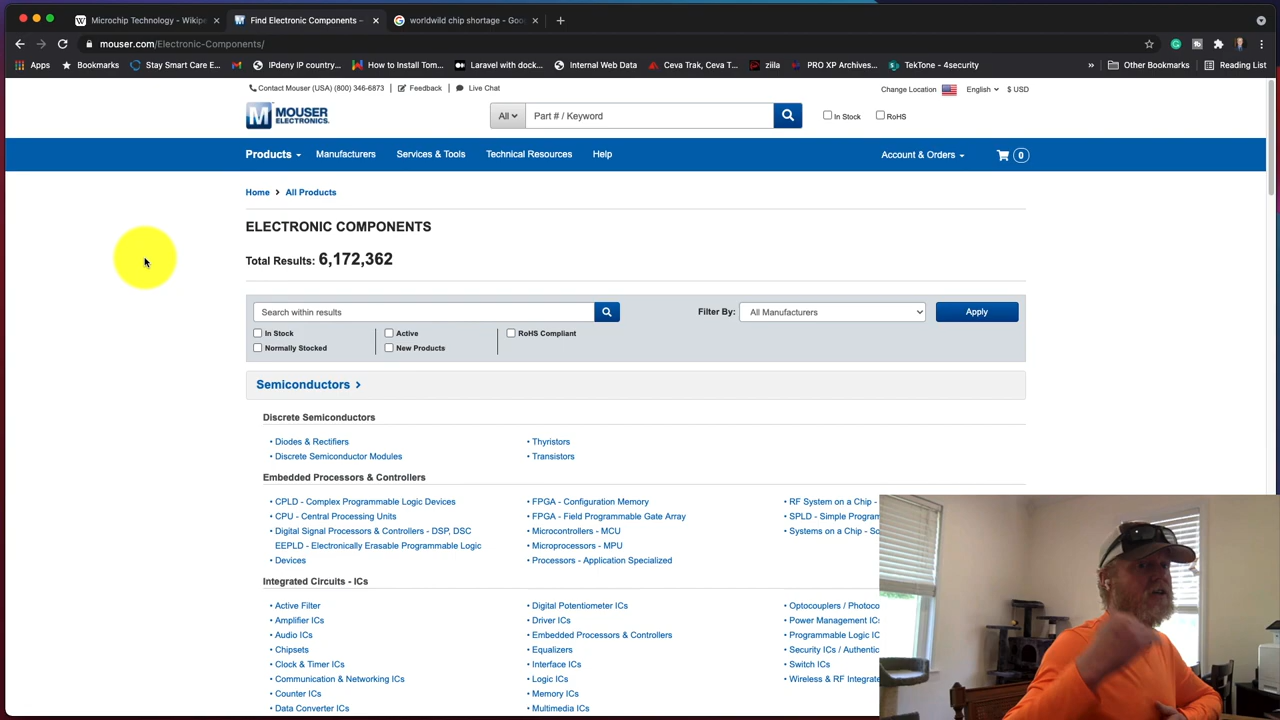 Microchip Technology - Wikipe
Find Electronic Components –
worldwild chip shortage - Goo
mouser.com/Electronic-Components/
Apps
Bookmarks
Stay Smart Care E...
IPdeny IP country...
How to Install Tom...
Laravel with dock...
Internal Web Data
Ceva Trak, Ceva T...
ziila
PRO XP Archives...
TekTone - 4security
»
Other Bookmarks
Reading List
Contact Mouser (USA) (800) 346-6873
Feedback
Live Chat
Change Location
English
$ USD
M MOUSER
ELECTRONICS
All
Part # / Keyword
In Stock
RoHS
Products
Manufacturers
Services & Tools
Technical Resources
Help
Account & Orders
0
Home > All Products
ELECTRONIC COMPONENTS
Total Results: 6,172,362
Search within results
Filter By:
All Manufacturers
Apply
In Stock
Active
RoHS Compliant
Normally Stocked
New Products
Semiconductors >
Discrete Semiconductors
• Diodes & Rectifiers
• Thyristors
• Discrete Semiconductor Modules
• Transistors
Embedded Processors & Controllers
• CPLD - Complex Programmable Logic Devices
• FPGA - Configuration Memory
• RF System on a Chip -
• CPU - Central Processing Units
• FPGA - Field Programmable Gate Array
• SPLD - Simple Program
• Digital Signal Processors & Controllers - DSP, DSC
• Microcontrollers - MCU
• Systems on a Chip - So
EEPLD - Electronically Erasable Programmable Logic
• Devices
• Microprocessors - MPU
• Processors - Application Specialized
Integrated Circuits - ICs
• Active Filter
• Digital Potentiometer ICs
• Optocouplers / Photoco
• Amplifier ICs
• Driver ICs
• Power Management ICs
• Audio ICs
• Embedded Processors & Controllers
• Programmable Logic IC
• Chipsets
• Equalizers
• Security ICs / Authentic
• Clock & Timer ICs
• Interface ICs
• Switch ICs
• Communication & Networking ICs
• Logic ICs
• Wireless & RF Integrate
• Counter ICs
• Memory ICs
• Data Converter ICs
• Multimedia ICs